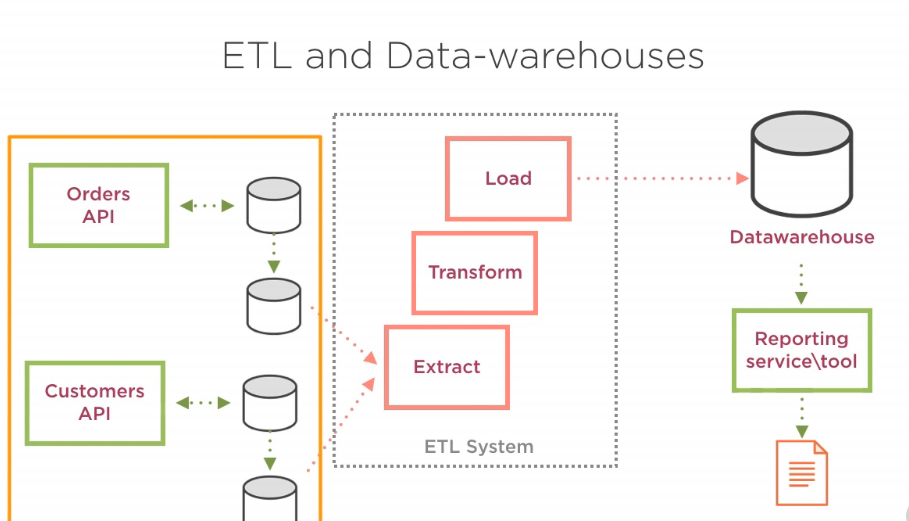 ETL and Data-warehouses
Orders
API
Customers
API
Load
Transform
Extract
ETL System
Datawarehouse
Reporting
service\tool